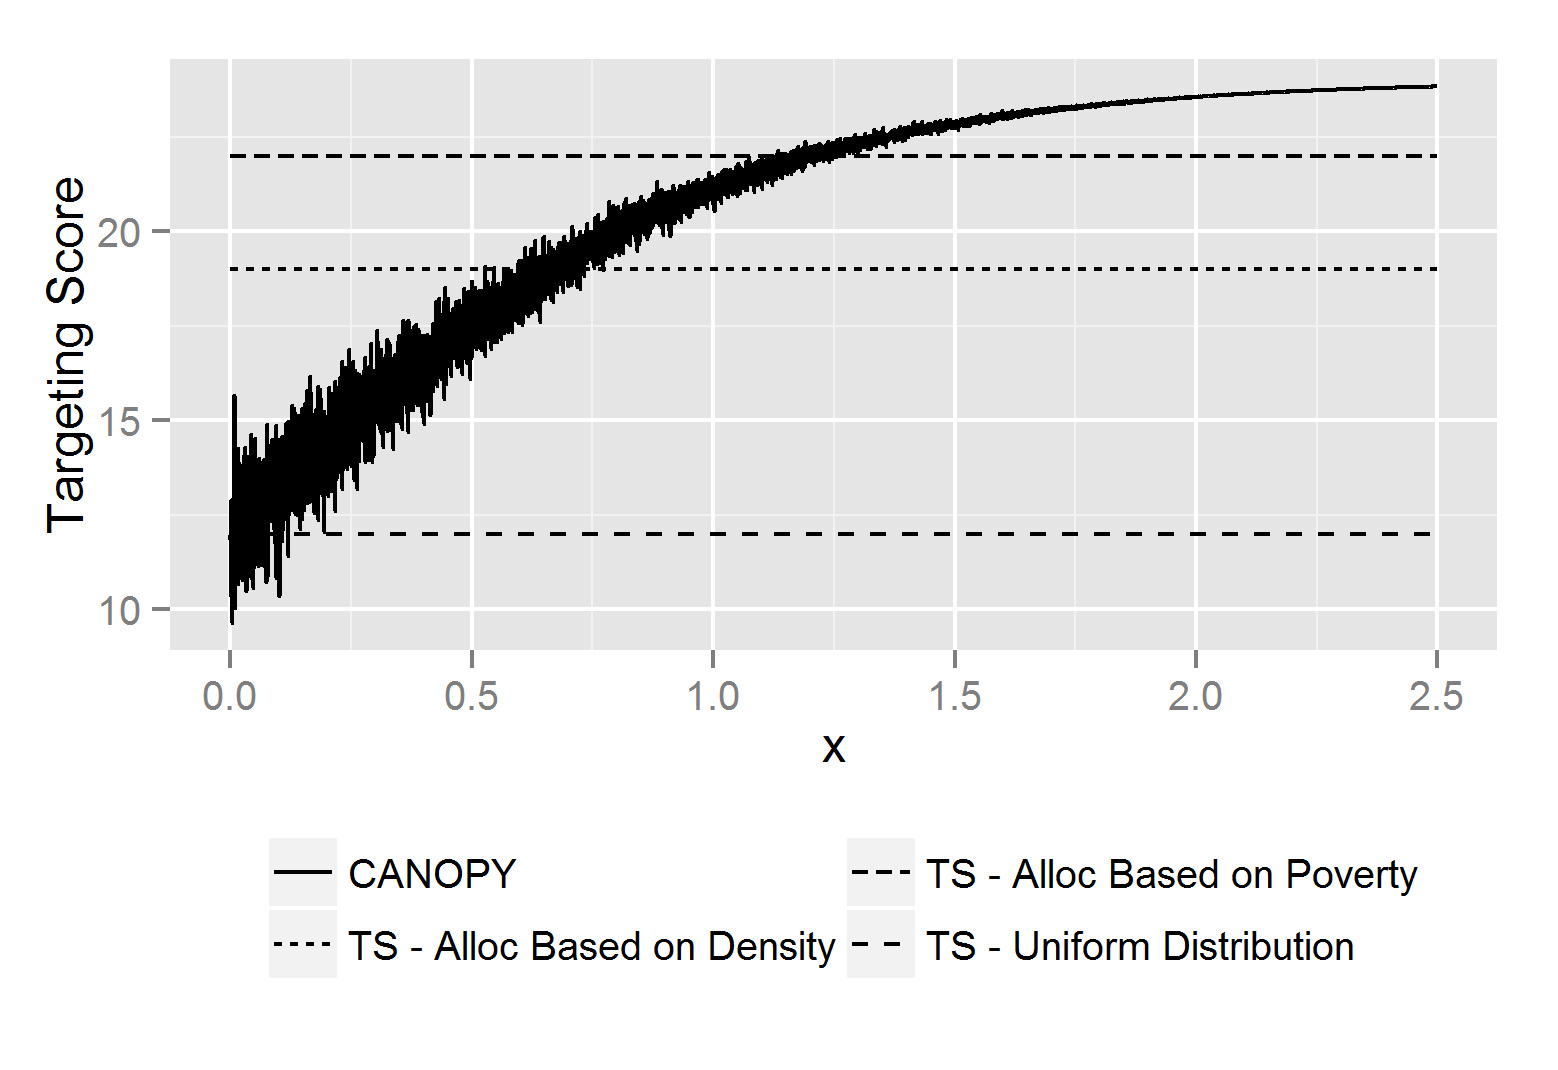 Targeting Score
20
15
10
0.0 0.5 1.0 1.5 2.0 2.5
x
CANOPY TS - Alloc Based on Poverty
TS - Alloc Based on Density TS - Uniform Distribution